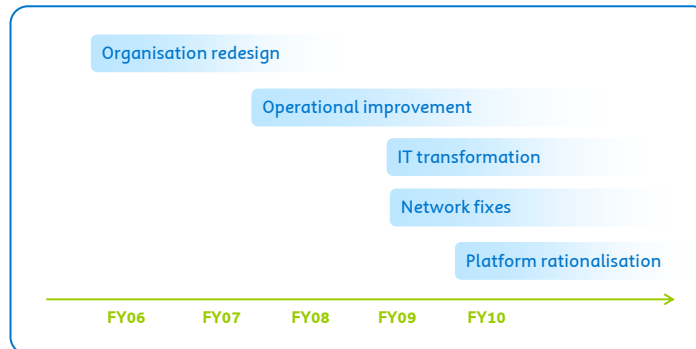 Organisation redesign
Operational improvement
IT transformation
Network fixes
Platform rationalisation
FY06 FY07 FY08 FY09 FY10